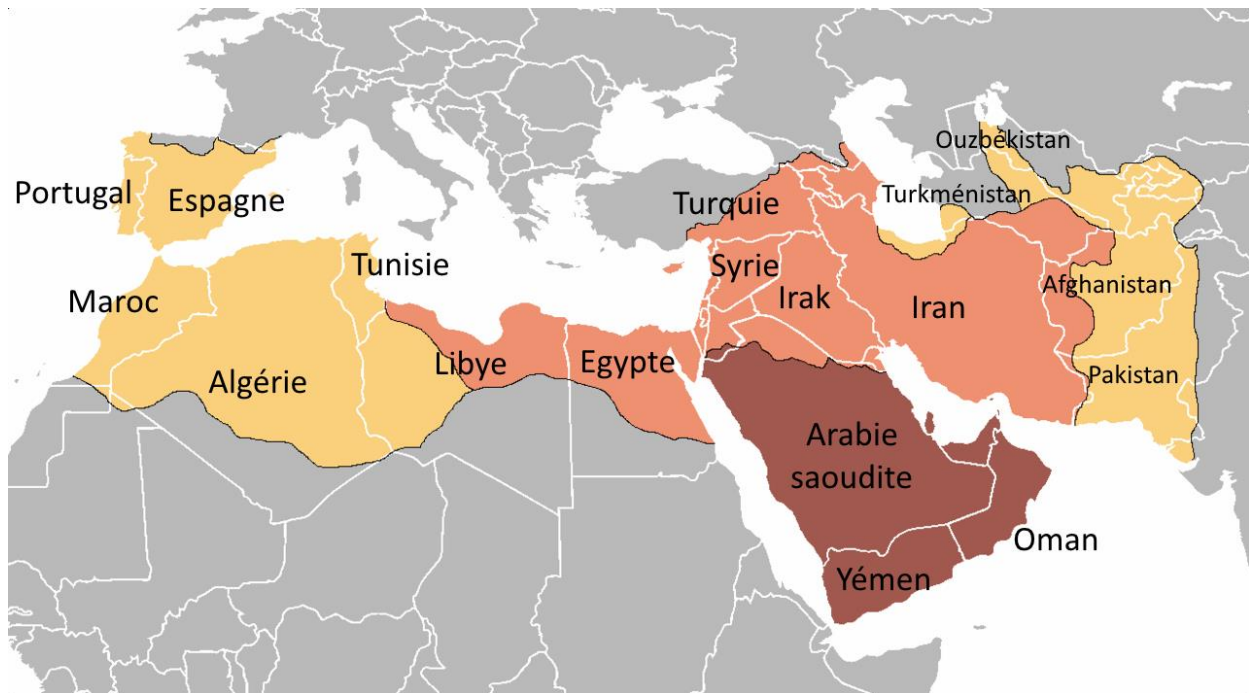 Ouzbékistan
Portugal
Espagne
Turkménistan
Turquie
Tunisie
Syrie
Maroc
Irak
Iran
Afghanistan
Libye
Egypte
Algérie
Pakistan
Arabie
saoudite
Oman
Yémen